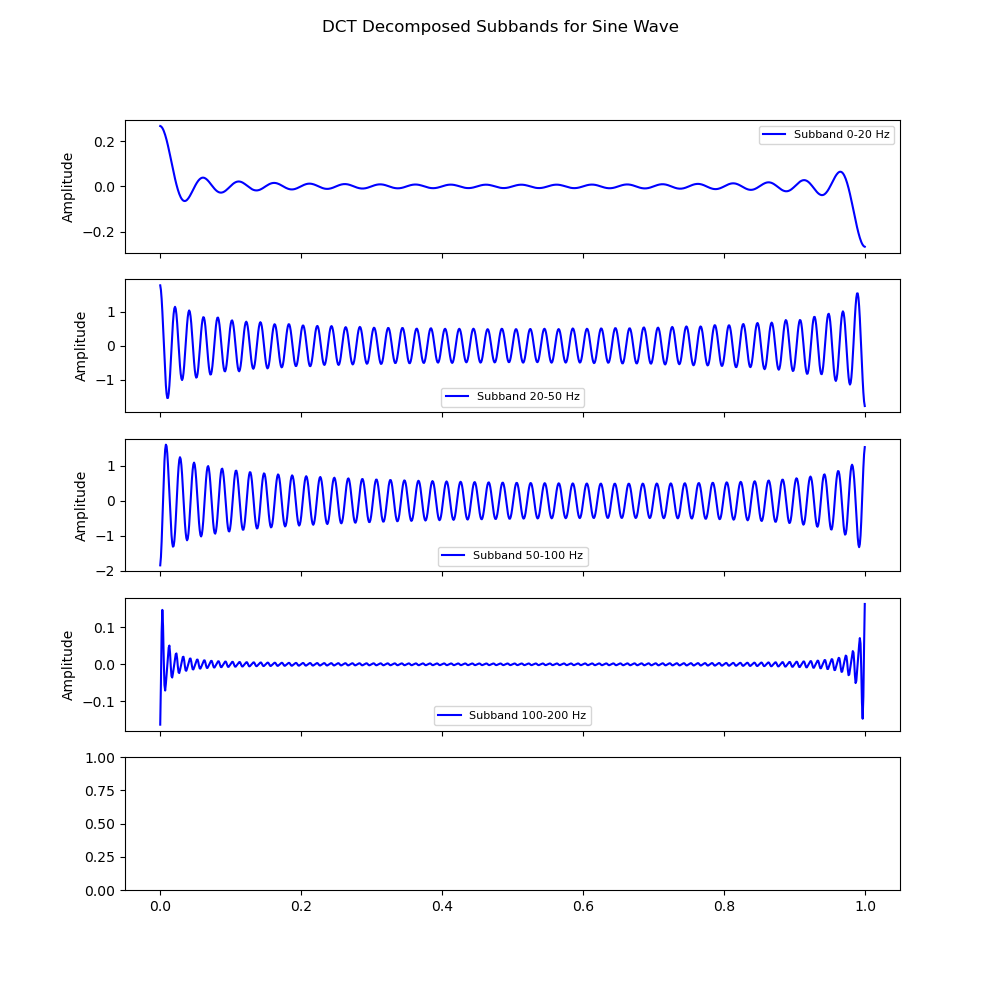 DCT Decomposed Subbands for Sine Wave
Subband 0-20 Hz
Amplitude
0.2
0.0
−0.2
Amplitude
1
0
−1
Subband 20-50 Hz
Amplitude
1
0
−1
−2
Subband 50-100 Hz
Amplitude
0.1
0.0
−0.1
Subband 100-200 Hz
1.00
0.75
0.50
0.25
0.00
0.0 0.2 0.4 0.6 0.8 1.0